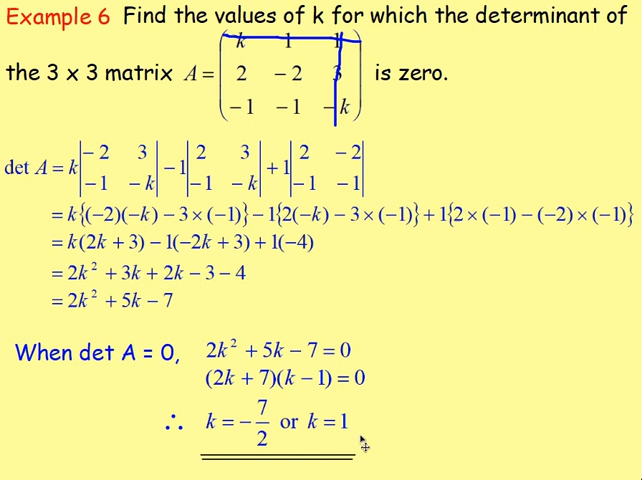 Example 6 Find the values of k for which the determinant of
the 3 x 3 matrix A = ( k 1 1 ; 2 −2 3 ; −1 −1 −k ) is zero.
det A = k | −2 3 ; −1 −k | − 1 | 2 3 ; −1 −k | + 1 | 2 −2 ; −1 −1 |
= k{(−2)(−k) − 3 × (−1)} − 1{2(−k) − 3 × (−1)} + 1{2 × (−1) − (−2) × (−1)}
= k(2k + 3) − 1(−2k + 3) + 1(−4)
= 2k² + 3k + 2k − 3 − 4
= 2k² + 5k − 7
When det A = 0, 2k² + 5k − 7 = 0
(2k + 7)(k − 1) = 0
∴ k = −7/2 or k = 1